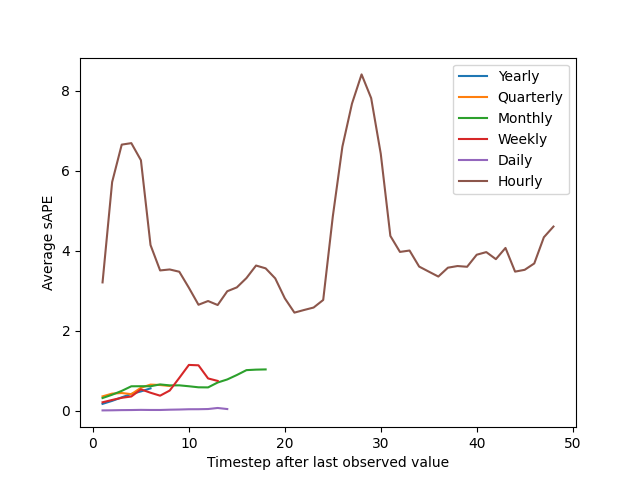 Yearly
Quarterly
Monthly
Weekly
Daily
Hourly
8
6
4
2
0
Average sAPE
0 10 20 30 40 50
Timestep after last observed value